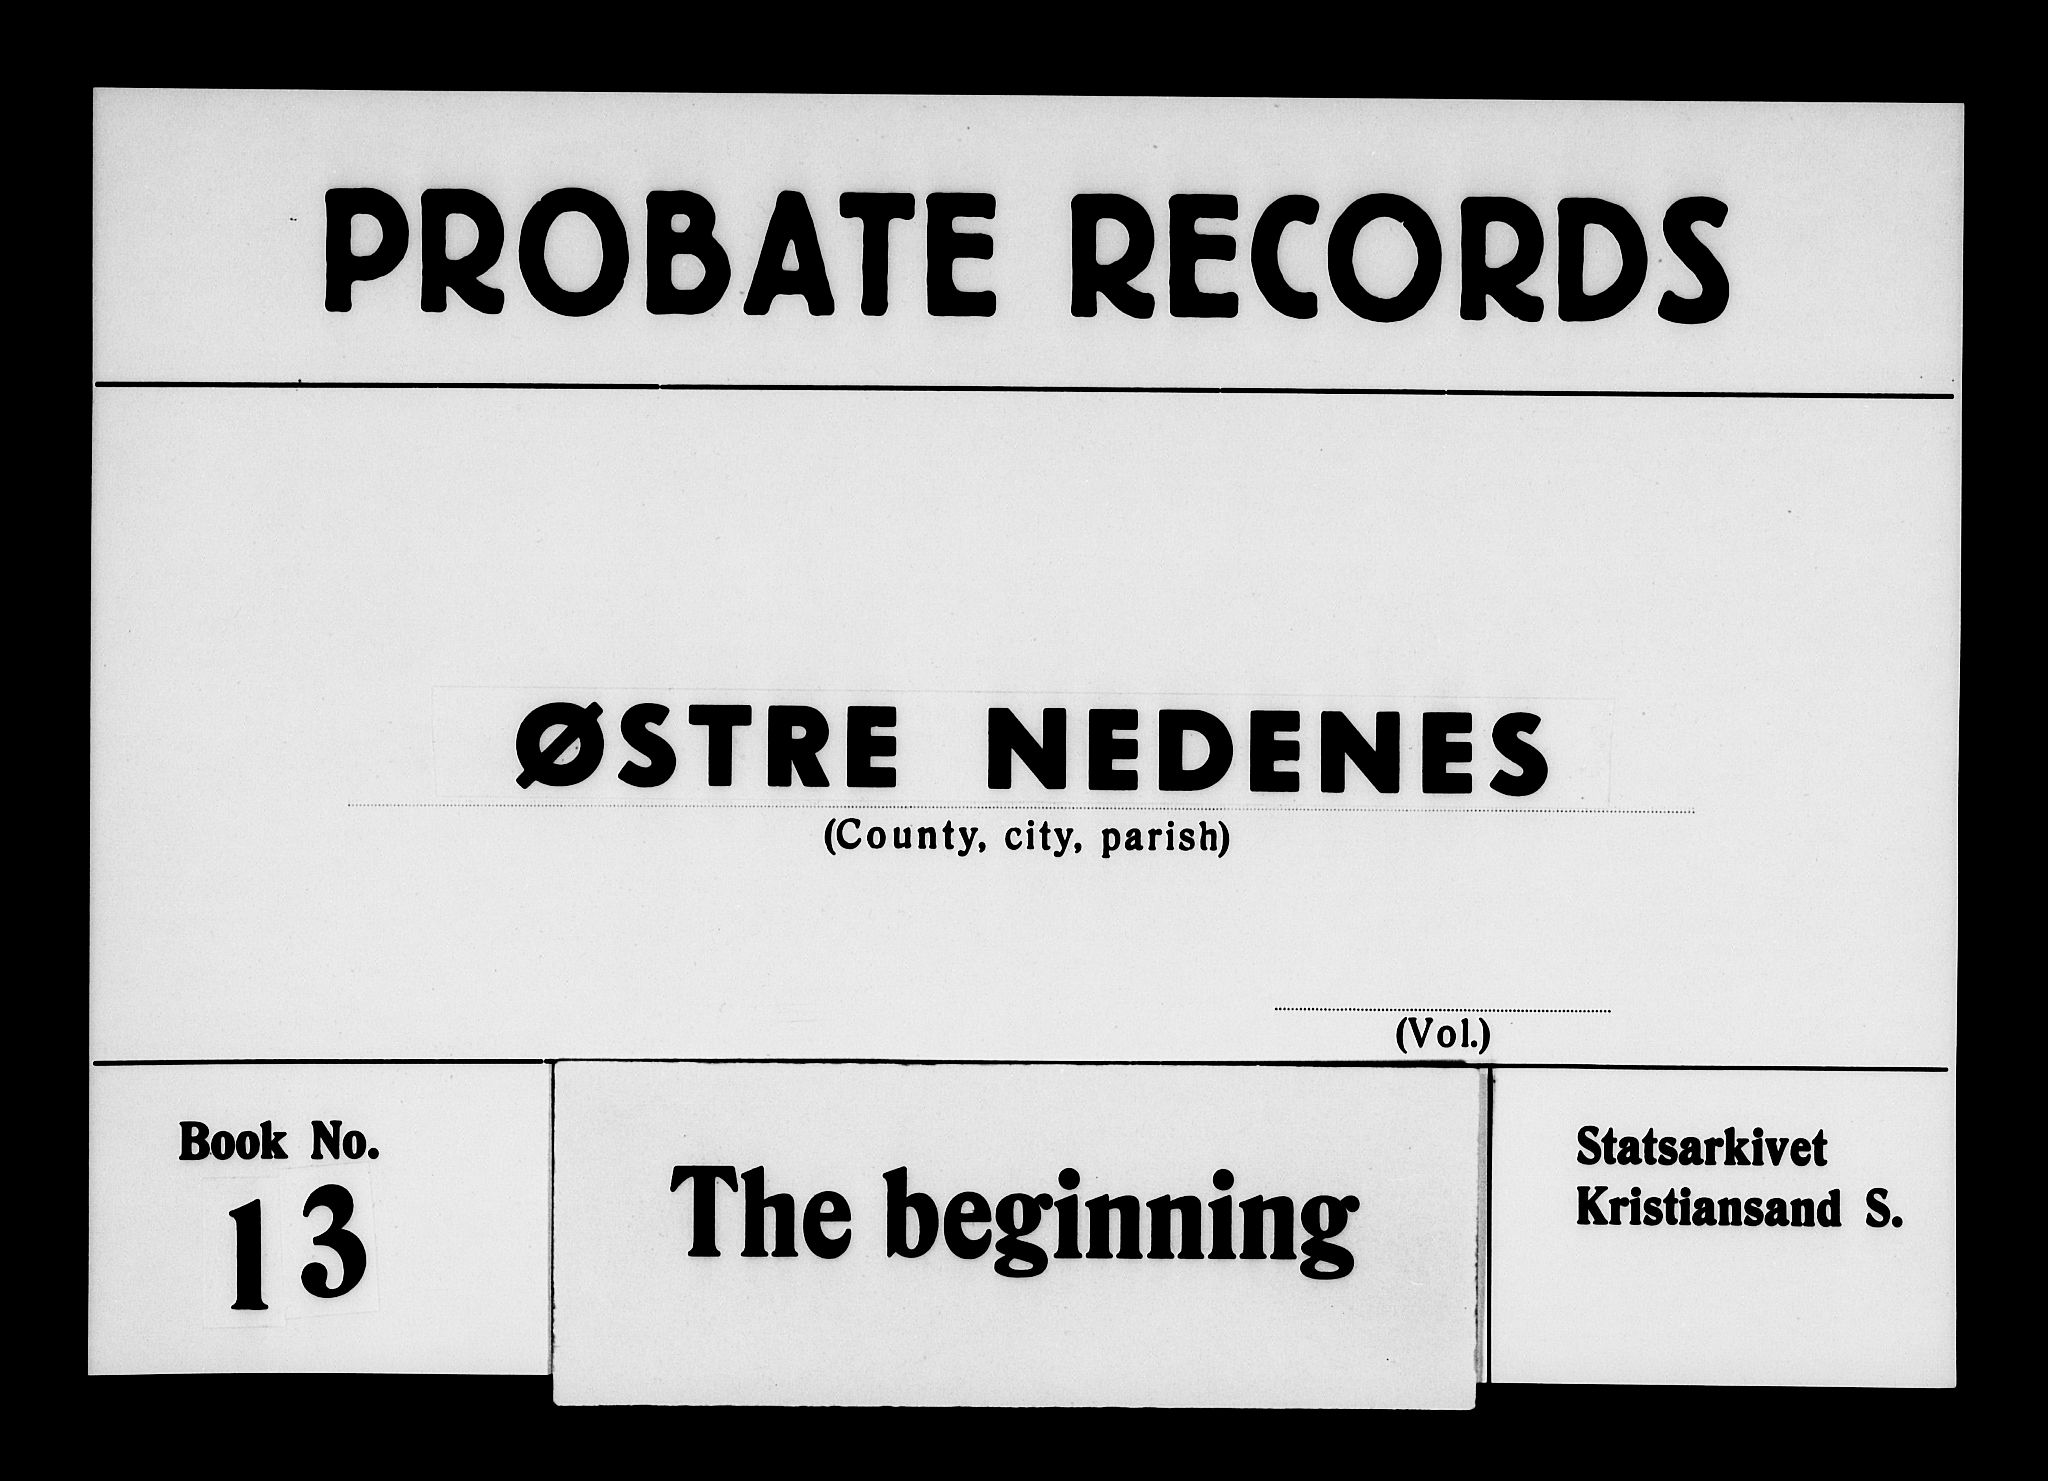 PROBATE RECORDS
ØSTRE NEDENES
(County, city, parish)
(Vol.)
Book No.
13
The beginning
Statsarkivet
Kristiansand S.